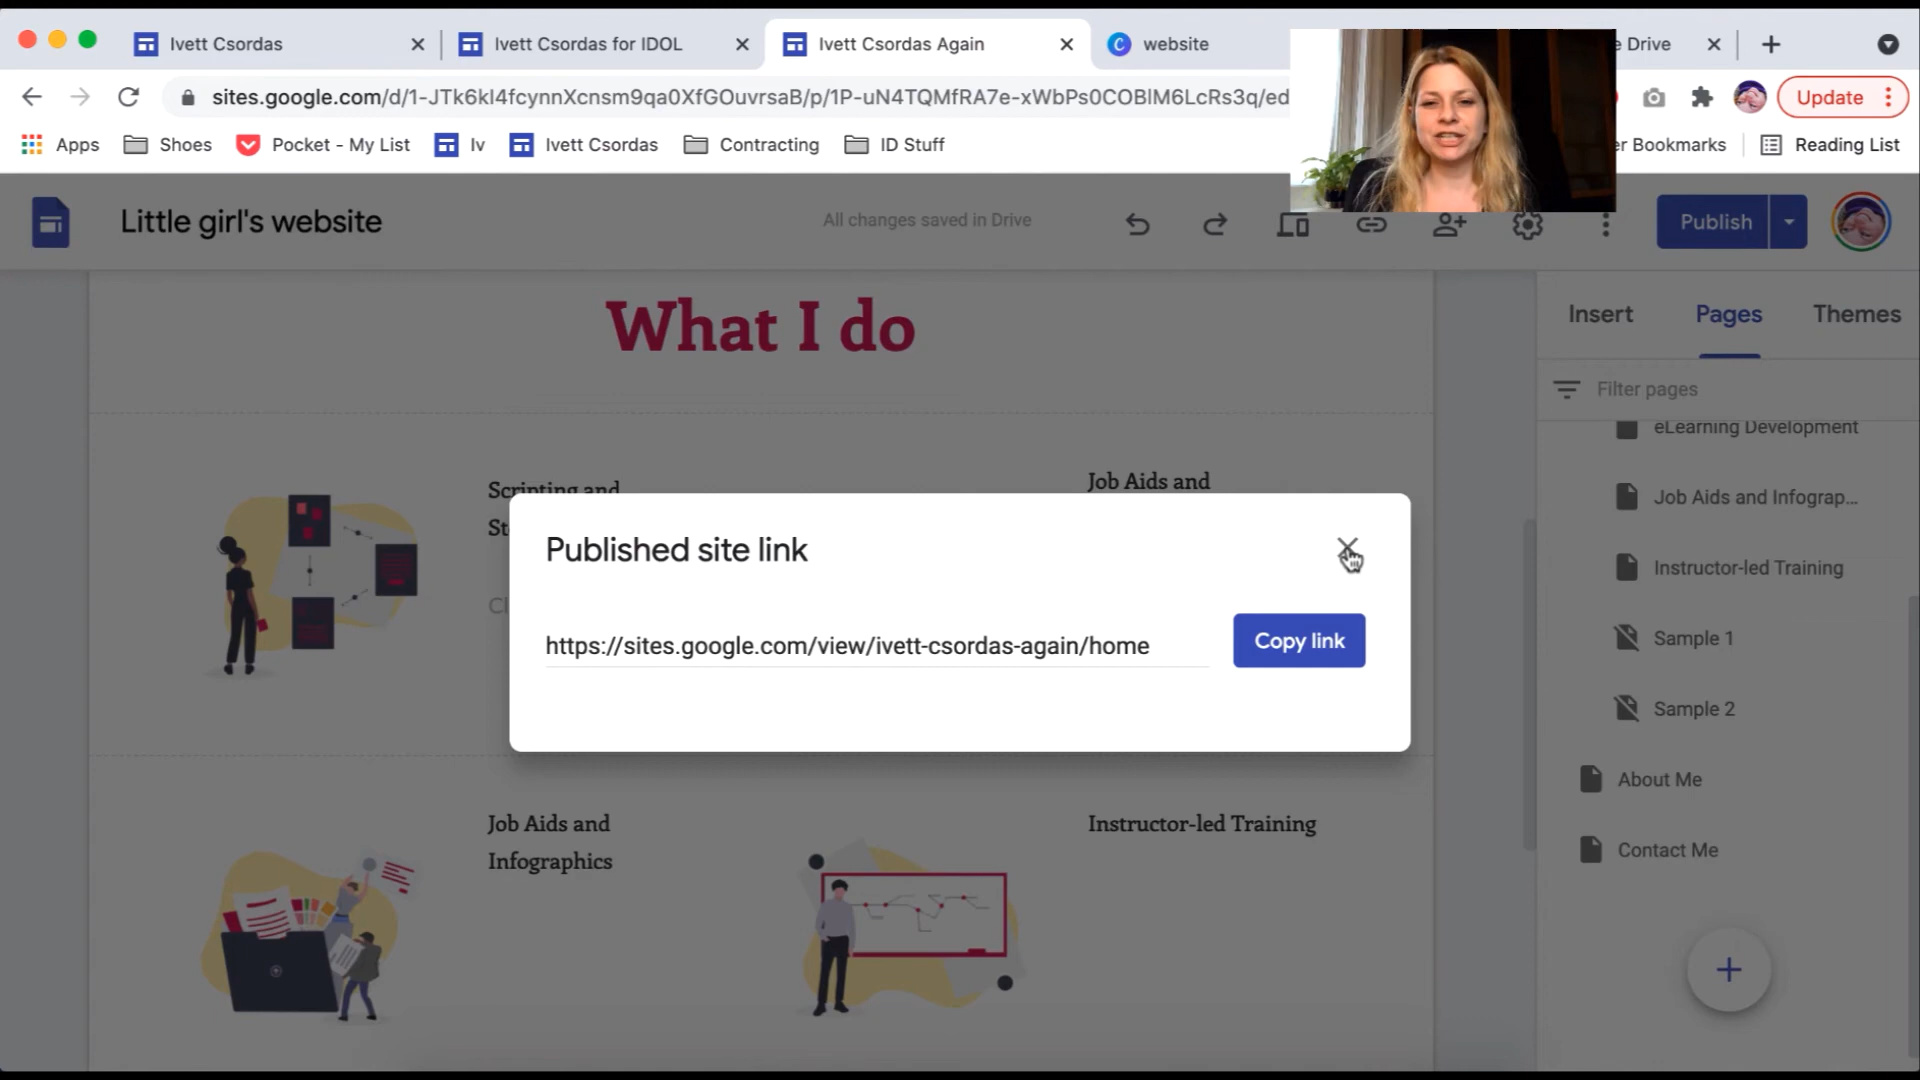 Ivett Csordas
Ivett Csordas for IDOL
Ivett Csordas Again
website
e Drive
sites.google.com/d/1-JTk6kI4fcynnXcnsm9qa0XfGOuvrsaB/p/1P-uN4TQMfRA7e-xWbPs0COBlM6LcRs3q/ed
Update
Apps
Shoes
Pocket - My List
Iv
Ivett Csordas
Contracting
ID Stuff
er Bookmarks
Reading List
Little girl's website
All changes saved in Drive
Publish
What I do
Insert
Pages
Themes
Filter pages
eLearning Development
Job Aids and Infograp...
Instructor-led Training
Sample 1
Sample 2
About Me
Contact Me
Scripting and
St
Cl
Job Aids and
Published site link
https://sites.google.com/view/ivett-csordas-again/home
Copy link
Job Aids and
Infographics
Instructor-led Training